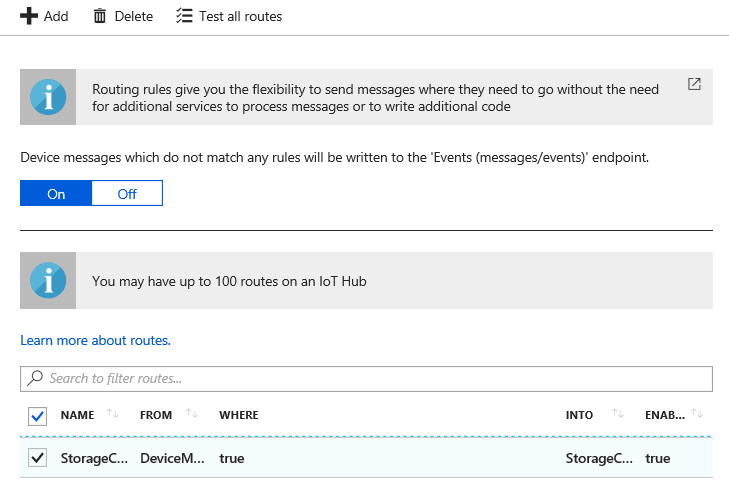 Add Delete Test all routes
Routing rules give you the flexibility to send messages where they need to go without the need
for additional services to process messages or to write additional code
Device messages which do not match any rules will be written to the 'Events (messages/events)' endpoint.
On Off
You may have up to 100 routes on an IoT Hub
Learn more about routes.
Search to filter routes...
NAME FROM WHERE INTO ENAB...
StorageC... DeviceM... true StorageC... true